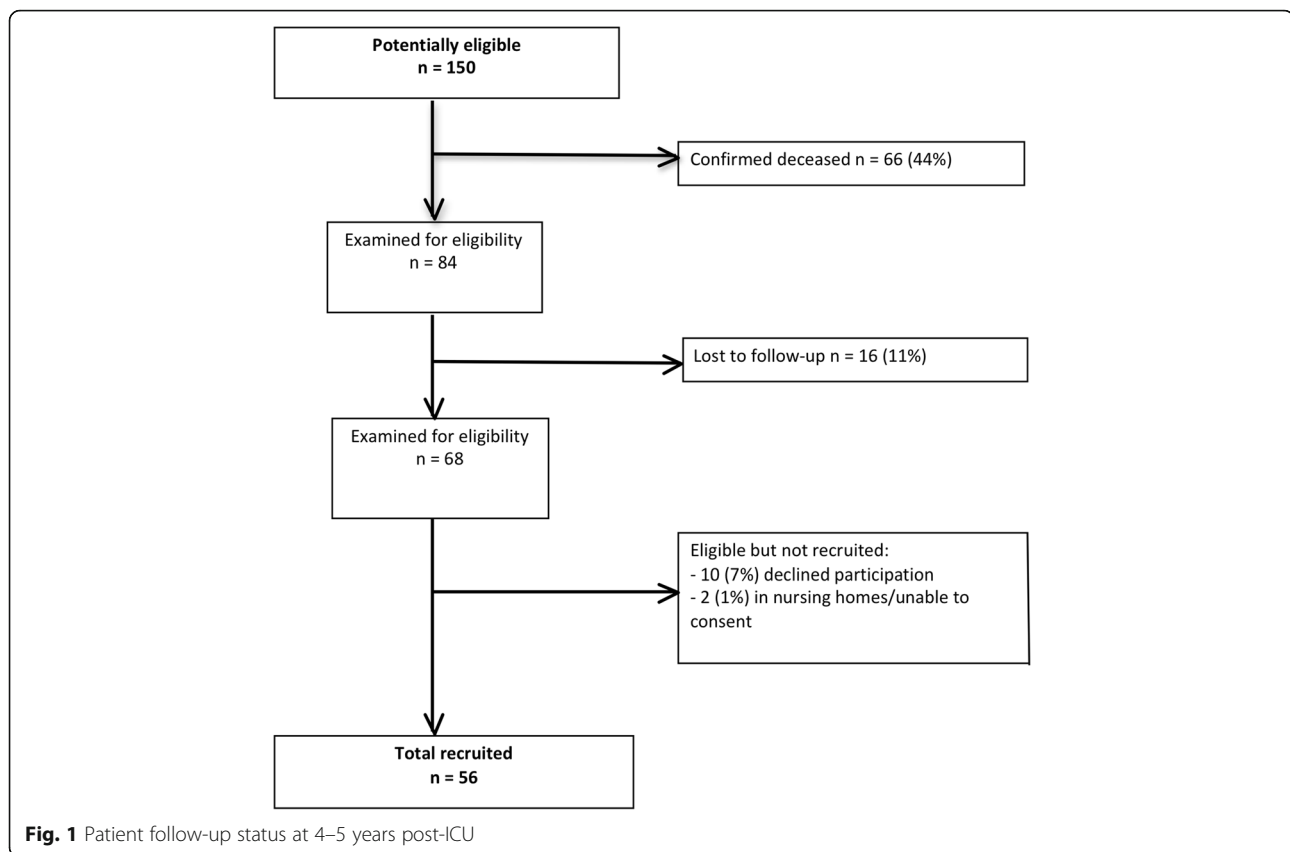 Potentially eligible
n = 150
Confirmed deceased n = 66 (44%)
Examined for eligibility
n = 84
Lost to follow-up n = 16 (11%)
Examined for eligibility
n = 68
Eligible but not recruited:
- 10 (7%) declined participation
- 2 (1%) in nursing homes/unable to
consent
Total recruited
n = 56
Fig. 1 Patient follow-up status at 4–5 years post-ICU